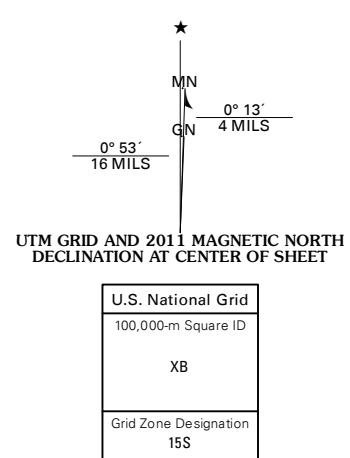 ★
MN
0° 13´
4 MILS
GN
0° 53´
16 MILS
UTM GRID AND 2011 MAGNETIC NORTH
DECLINATION AT CENTER OF SHEET
U.S. National Grid
100,000-m Square ID
XB
Grid Zone Designation
15S